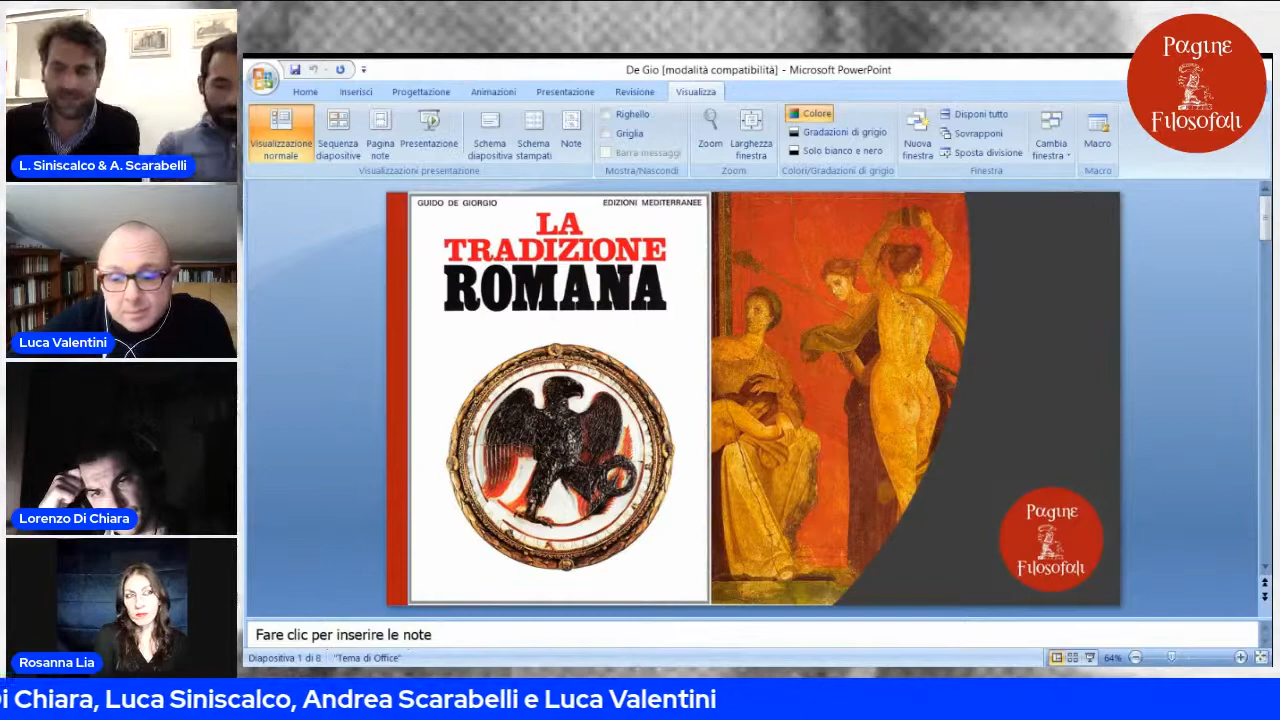 L. Siniscalco & A. Scarabelli
Luca Valentini
Lorenzo Di Chiara
Rosanna Lia
De Gio [modalità compatibilità] - Microsoft PowerPoint
Home Inserisci Progettazione Animazioni Presentazione Revisione Visualizza
Visualizzazione normale
Sequenza diapositive
Pagina note
Presentazione
Schema diapositiva
Schema stampati
Note
Visualizzazioni presentazione
Righello
Griglia
Barra messaggi
Mostra/Nascondi
Zoom
Larghezza finestra
Zoom
Colore
Gradazioni di grigio
Solo bianco e nero
Colori/Gradazioni di grigio
Nuova finestra
Disponi tutto
Sovrapponi
Sposta divisione
Cambia finestra
Finestra
Macro
Macro
Pagine
Filosofali
GUIDO DE GIORGIO EDIZIONI MEDITERRANEE
LA
TRADIZIONE
ROMANA
Pagine
Filosofali
Fare clic per inserire le note
Diapositiva 1 di 8 "Tema di Office" 64%
Di Chiara, Luca Siniscalco, Andrea Scarabelli e Luca Valentini